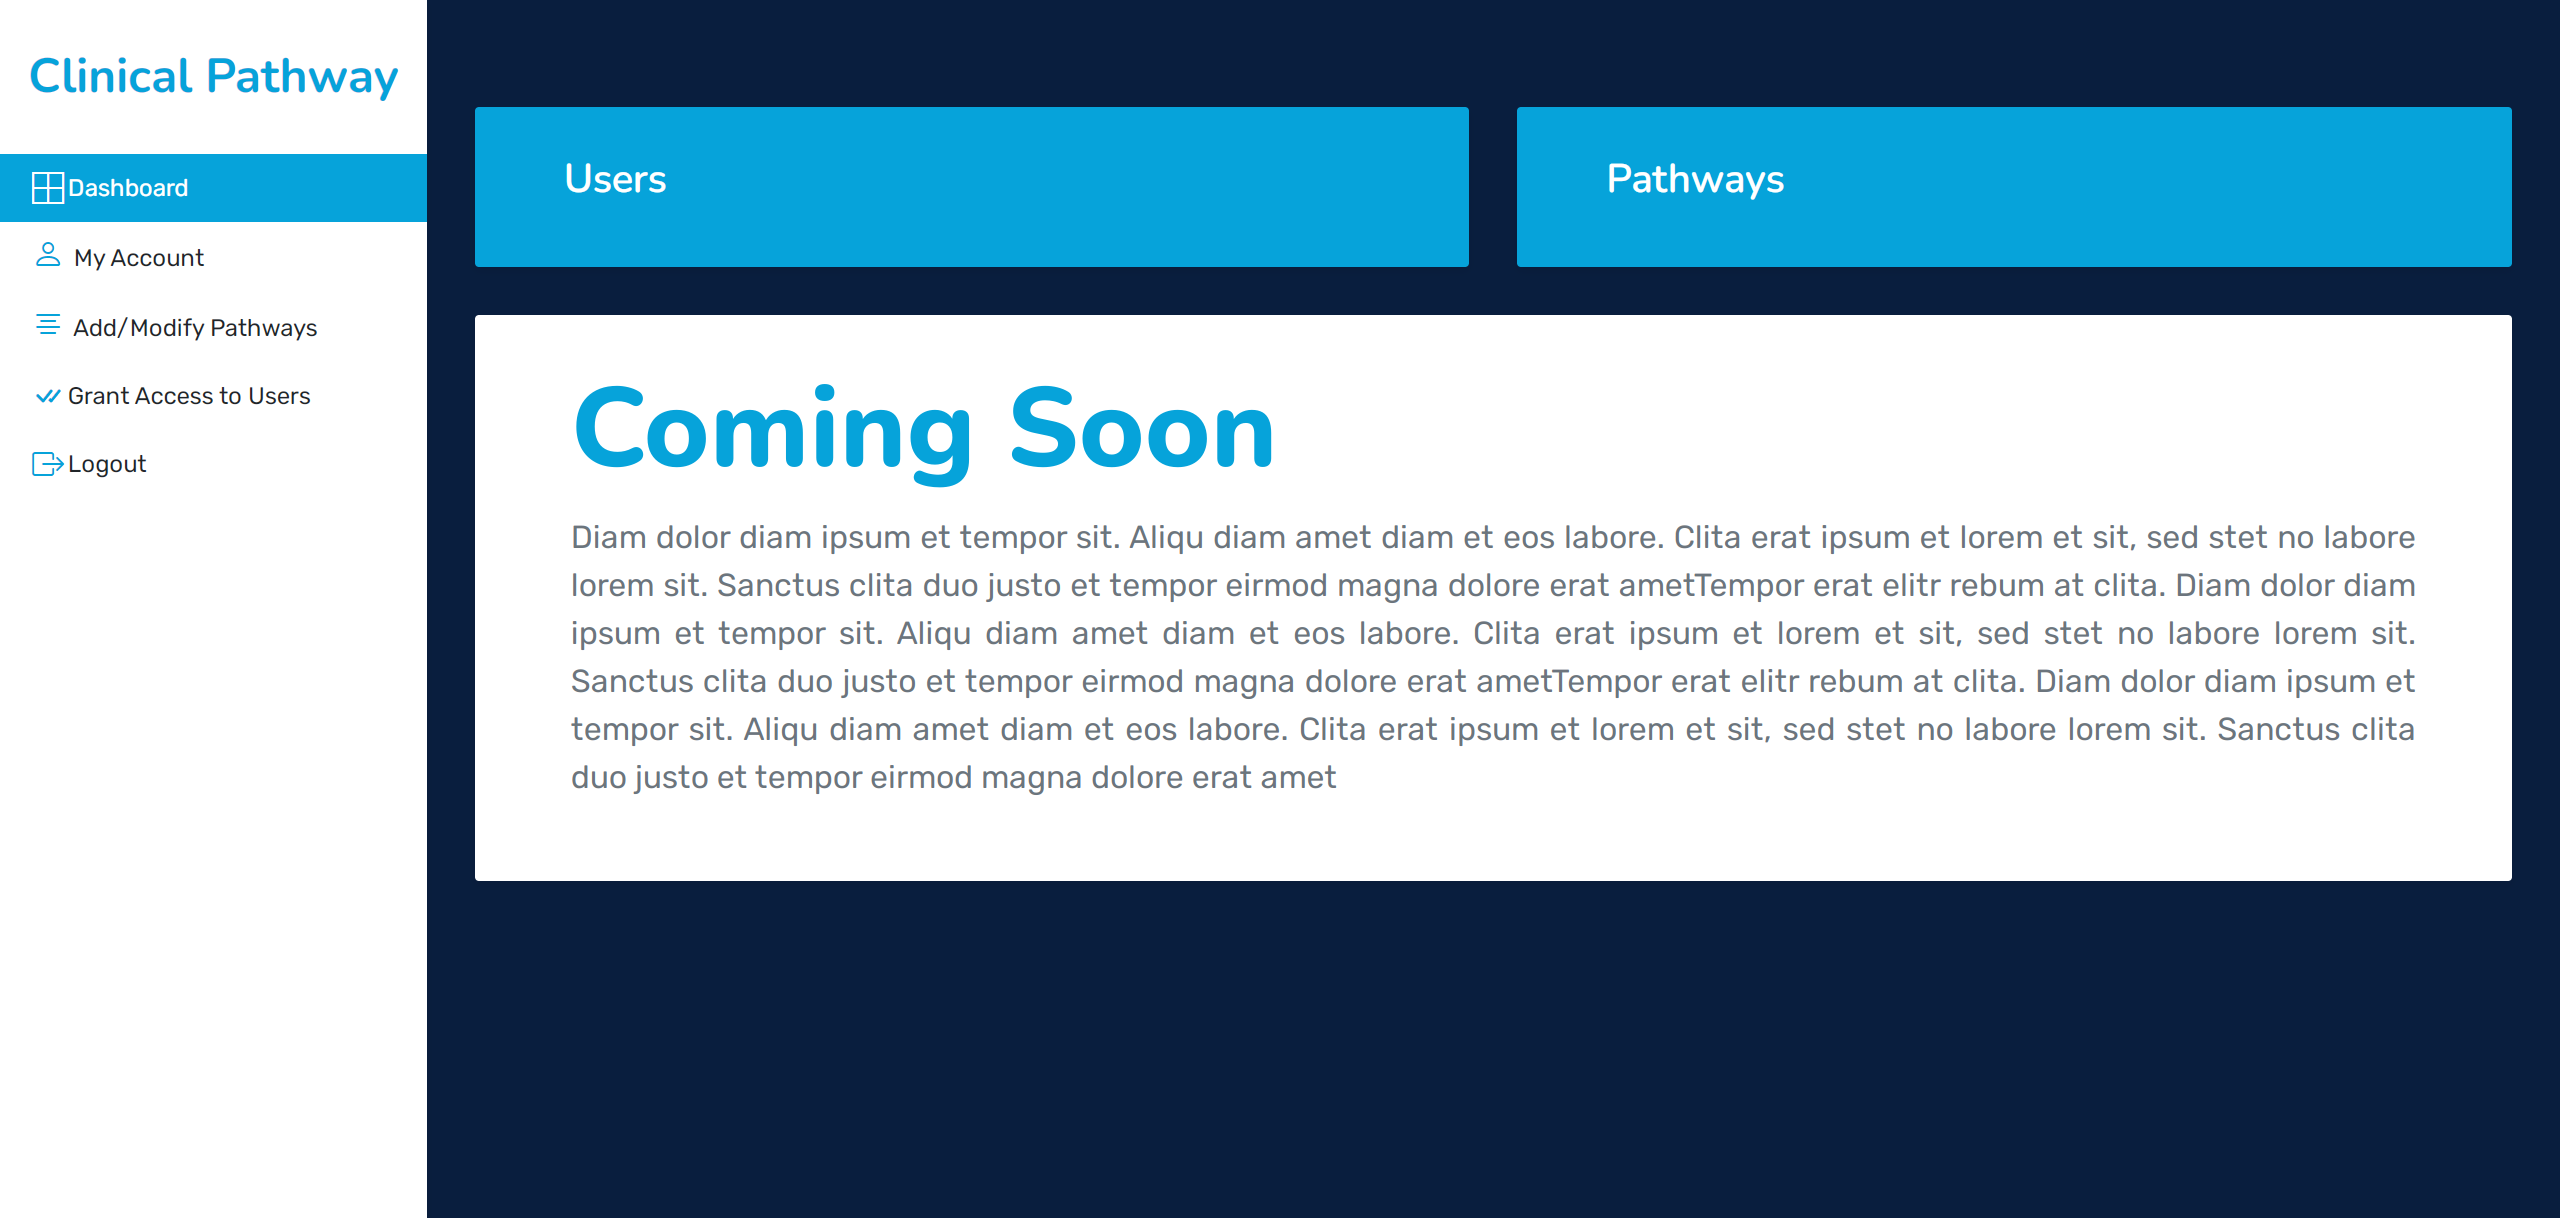 Clinical Pathway
Dashboard
My Account
Add/Modify Pathways
Grant Access to Users
Logout
Users
Pathways
Coming Soon
Diam dolor diam ipsum et tempor sit. Aliqu diam amet diam et eos labore. Clita erat ipsum et lorem et sit, sed stet no labore
lorem sit. Sanctus clita duo justo et tempor eirmod magna dolore erat ametTempor erat elitr rebum at clita. Diam dolor diam
ipsum et tempor sit. Aliqu diam amet diam et eos labore. Clita erat ipsum et lorem et sit, sed stet no labore lorem sit.
Sanctus clita duo justo et tempor eirmod magna dolore erat ametTempor erat elitr rebum at clita. Diam dolor diam ipsum et
tempor sit. Aliqu diam amet diam et eos labore. Clita erat ipsum et lorem et sit, sed stet no labore lorem sit. Sanctus clita
duo justo et tempor eirmod magna dolore erat amet